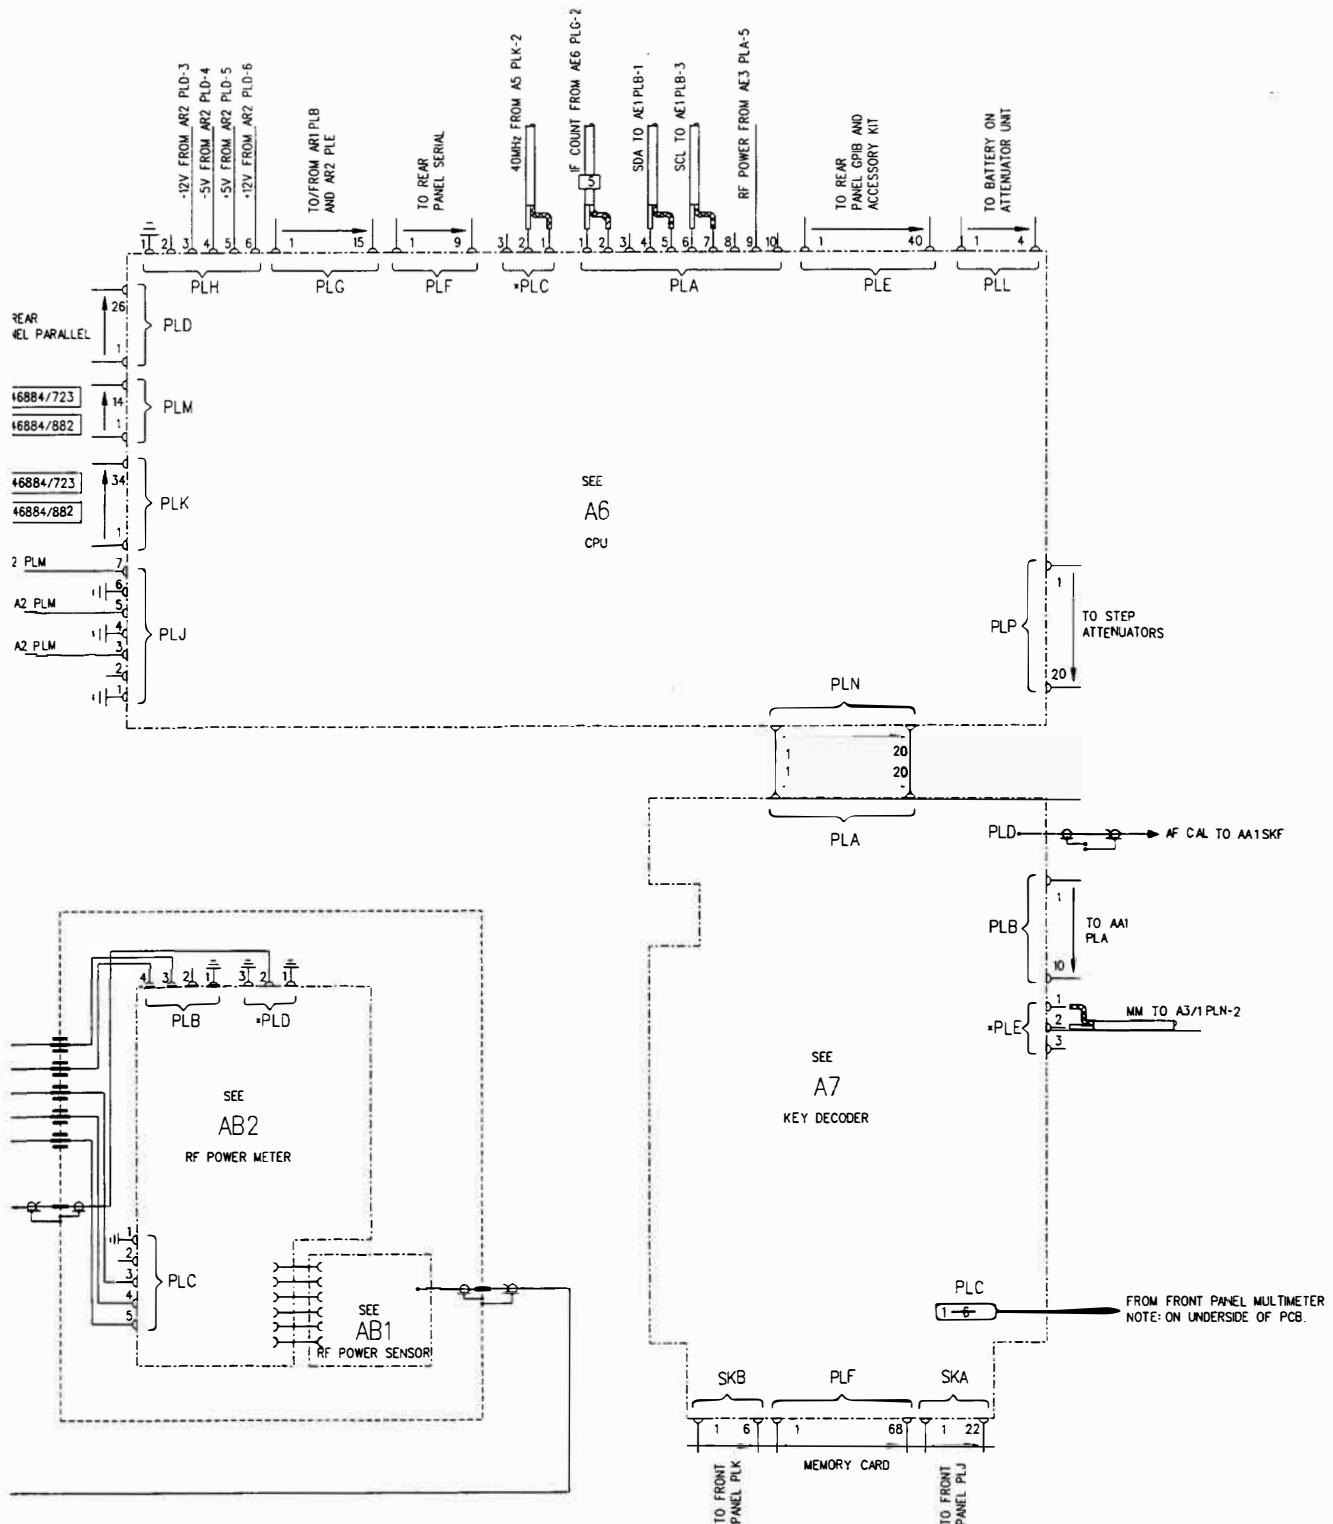 -12V FROM AR2 PLD-3
-5V FROM AR2 PLD-4
+5V FROM AR2 PLD-5
+12V FROM AR2 PLD-6
TO/FROM AR1 PLB
AND AR2 PLE
TO REAR
PANEL SERIAL
40MHz FROM A5 PLK-2
IF COUNT FROM AE6 PLG-2
5
SDA TO AE1 PLB-1
SCL TO AE1 PLB-3
RF POWER FROM AE3 PLA-5
TO REAR
PANEL GPIB AND
ACCESSORY KIT
TO BATTERY ON
ATTENUATOR UNIT
1 2 3 4 5 6
1 15
1 9
3 2 1
1 2 3 4 5 6 7 8 9 10
1 40
1 4
PLH
PLG
PLF
*PLC
PLA
PLE
PLL
REAR
NEL PARALLEL
26
1
PLD
46884/723
46884/882
14
1
PLM
46884/723
46884/882
34
1
PLK
2 PLM
A2 PLM
A2 PLM
7
6
5
4
3
2
1
PLJ
SEE
A6
CPU
PLP
1
20
TO STEP
ATTENUATORS
PLN
1 20
1 20
PLA
PLD
AF CAL TO AA1 SKF
PLB
1
10
TO AA1
PLA
*PLE
1
2
3
MM TO A3/1 PLN-2
SEE
A7
KEY DECODER
PLC
1 6
FROM FRONT PANEL MULTIMETER
NOTE: ON UNDERSIDE OF PCB.
SKB
PLF
SKA
1 6
1 68
1 22
TO FRONT
PANEL PLK
MEMORY CARD
TO FRONT
PANEL PLJ
4 3 2 1
3 2 1
PLB
*PLD
SEE
AB2
RF POWER METER
1
2
3
4
5
PLC
SEE
AB1
RF POWER SENSOR